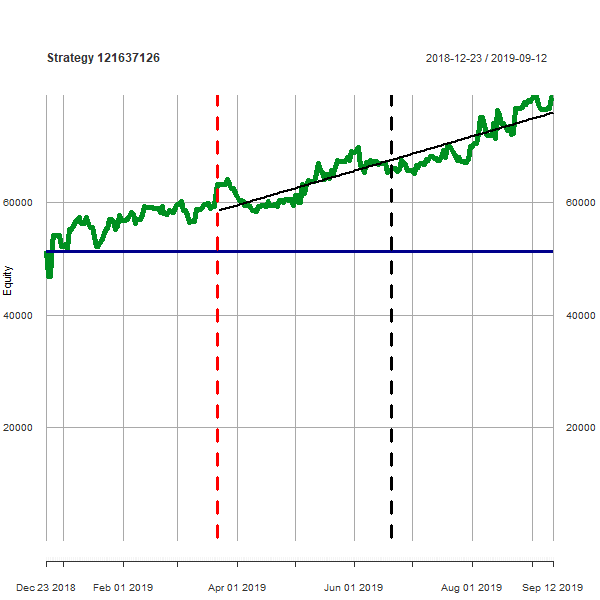 Strategy 121637126
2018-12-23 / 2019-09-12
Equity
60000
60000
40000
40000
20000
20000
Dec 23 2018
Feb 01 2019
Apr 01 2019
Jun 01 2019
Aug 01 2019
Sep 12 2019